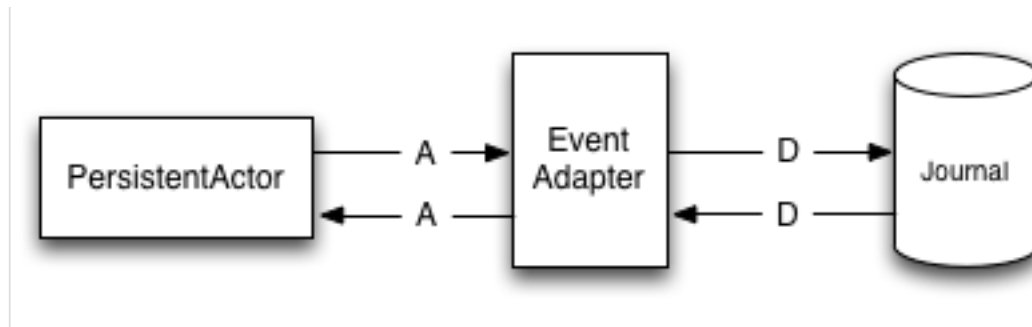 PersistentActor
A
A
Event
Adapter
D
D
Journal